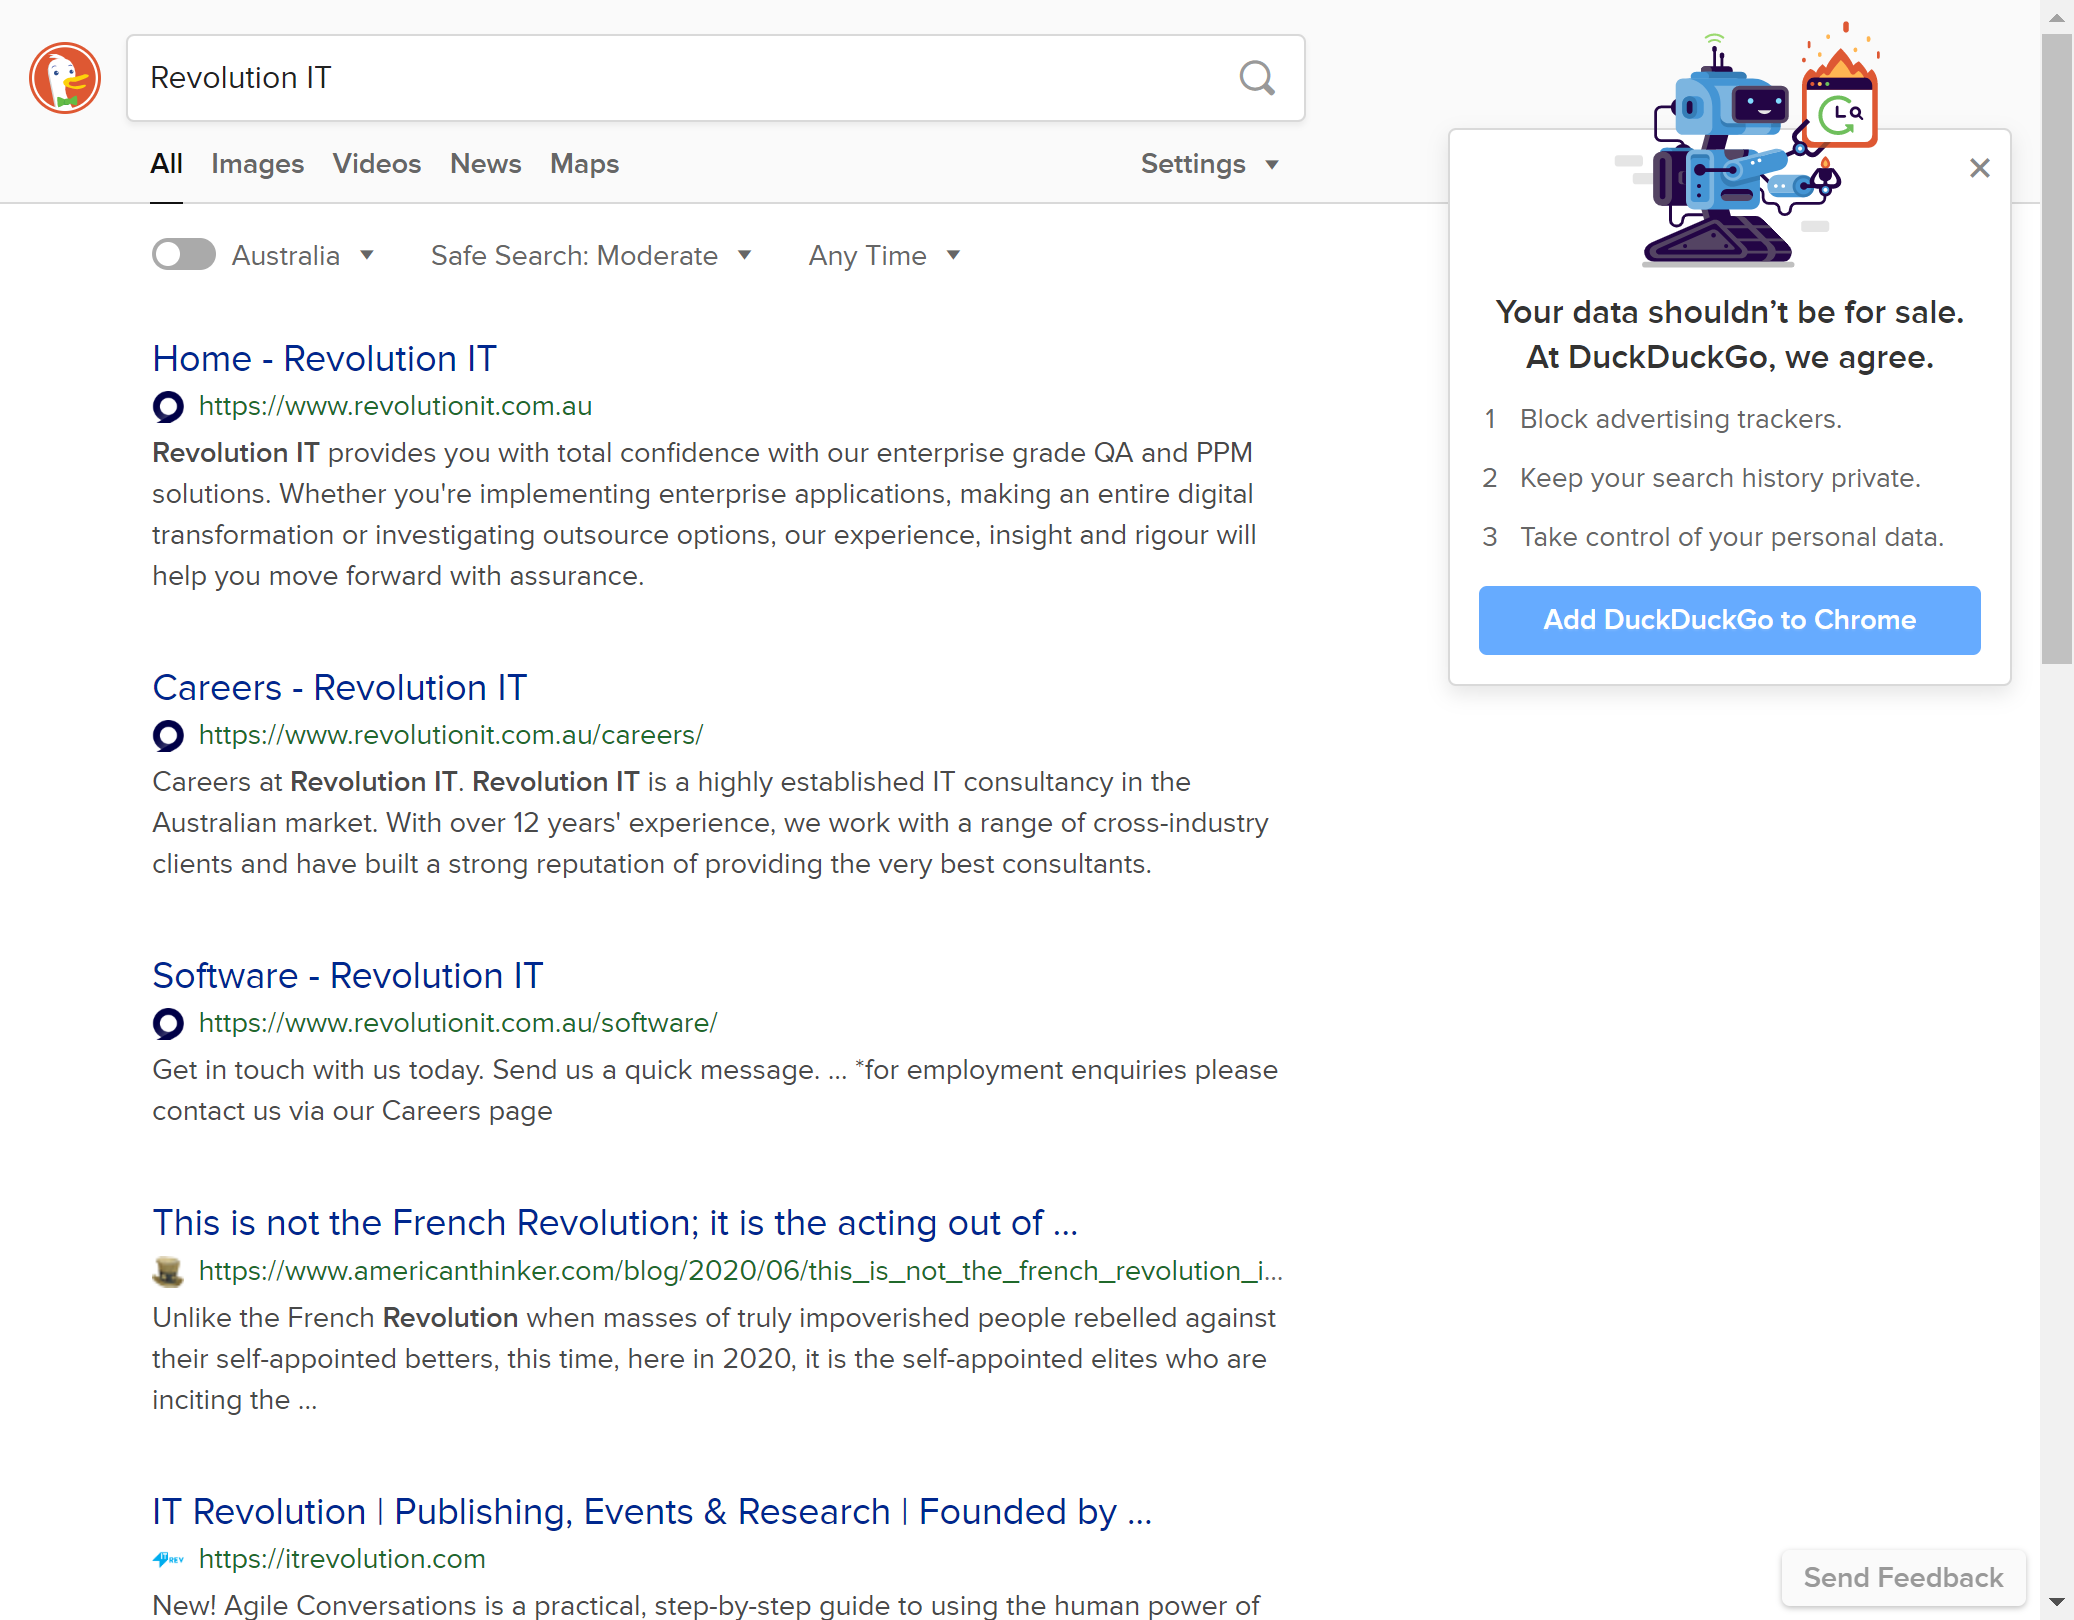 Revolution IT
All Images Videos News Maps Settings
Australia Safe Search: Moderate Any Time
Home - Revolution IT
https://www.revolutionit.com.au
Revolution IT provides you with total confidence with our enterprise grade QA and PPM
solutions. Whether you're implementing enterprise applications, making an entire digital
transformation or investigating outsource options, our experience, insight and rigour will
help you move forward with assurance.
Careers - Revolution IT
https://www.revolutionit.com.au/careers/
Careers at Revolution IT. Revolution IT is a highly established IT consultancy in the
Australian market. With over 12 years' experience, we work with a range of cross-industry
clients and have built a strong reputation of providing the very best consultants.
Software - Revolution IT
https://www.revolutionit.com.au/software/
Get in touch with us today. Send us a quick message. ... *for employment enquiries please
contact us via our Careers page
This is not the French Revolution; it is the acting out of ...
https://www.americanthinker.com/blog/2020/06/this_is_not_the_french_revolution_i...
Unlike the French Revolution when masses of truly impoverished people rebelled against
their self-appointed betters, this time, here in 2020, it is the self-appointed elites who are
inciting the ...
IT Revolution | Publishing, Events & Research | Founded by ...
IT REV https://itrevolution.com
New! Agile Conversations is a practical, step-by-step guide to using the human power of
Your data shouldn’t be for sale.
At DuckDuckGo, we agree.
1 Block advertising trackers.
2 Keep your search history private.
3 Take control of your personal data.
Add DuckDuckGo to Chrome
Send Feedback